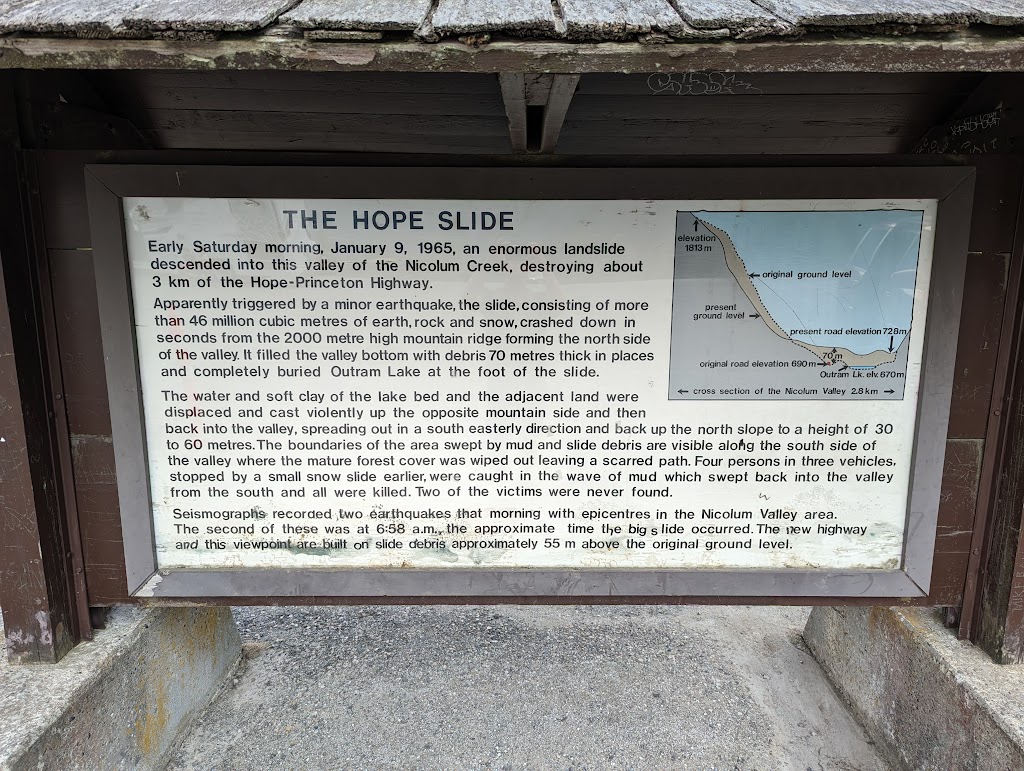 THE HOPE SLIDE
Early Saturday morning, January 9, 1965, an enormous landslide
descended into this valley of the Nicolum Creek, destroying about
3 km of the Hope-Princeton Highway.
Apparently triggered by a minor earthquake, the slide, consisting of more
than 46 million cubic metres of earth, rock and snow, crashed down in
seconds from the 2000 metre high mountain ridge forming the north side
of the valley. It filled the valley bottom with debris 70 metres thick in places
and completely buried Outram Lake at the foot of the slide.
The water and soft clay of the lake bed and the adjacent land were
displaced and cast violently up the opposite mountain side and then
back into the valley, spreading out in a south easterly direction and back up the north slope to a height of 30
to 60 metres. The boundaries of the area swept by mud and slide debris are visible along the south side of
the valley where the mature forest cover was wiped out leaving a scarred path. Four persons in three vehicles,
stopped by a small snow slide earlier, were caught in the wave of mud which swept back into the valley
from the south and all were killed. Two of the victims were never found.
Seismographs recorded two earthquakes that morning with epicentres in the Nicolum Valley area.
The second of these was at 6:58 a.m., the approximate time the big slide occurred. The new highway
and this viewpoint are built on slide debris approximately 55 m above the original ground level.
elevation
1813 m
original ground level
present
ground level
present road elevation 728m
70 m
original road elevation 690 m
Outram Lk. elv. 670 m
cross section of the Nicolum Valley 2.8 km